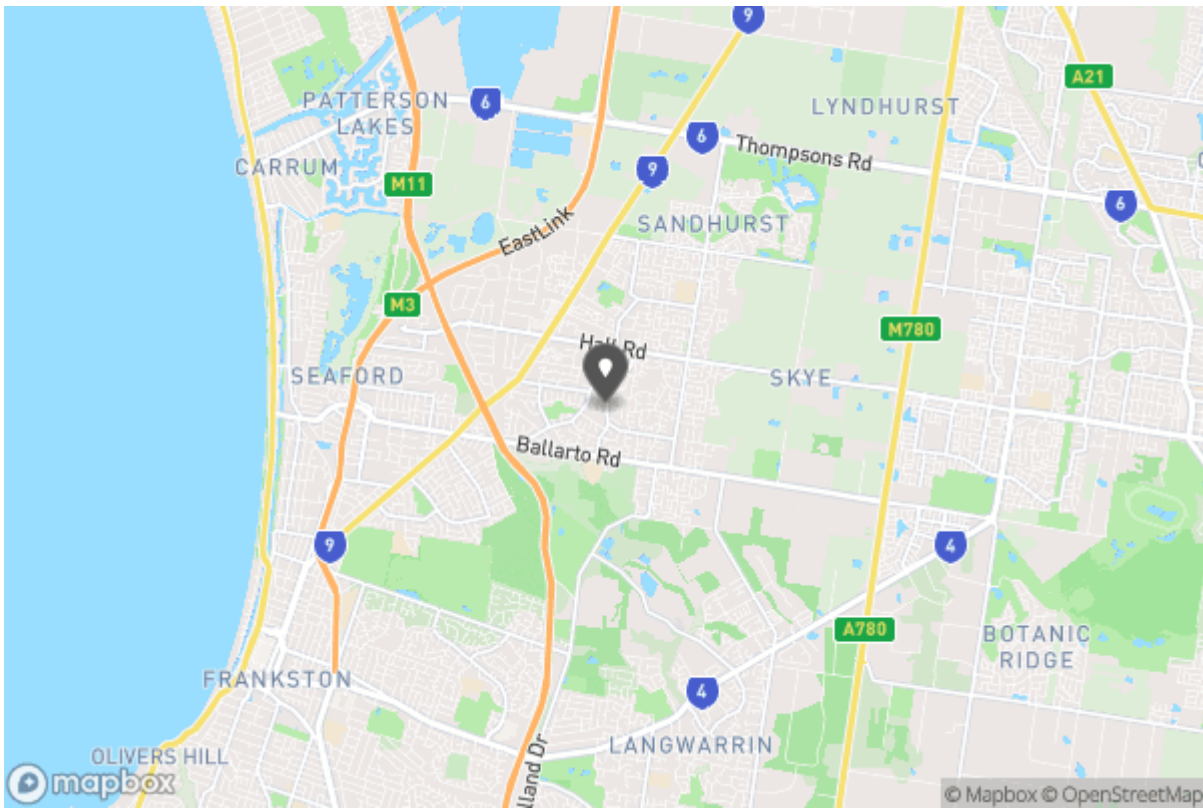 9
A21
PATTERSON
LAKES
6
LYNDHURST
6
Thompsons Rd
CARRUM
9
M11
6
EastLink
SANDHURST
M3
M780
Hall Rd
SEAFORD
SKYE
Ballarto Rd
9
4
A780
BOTANIC
RIDGE
FRANKSTON
4
LANGWARRIN
OLIVERS HILL
lland Dr
mapbox
© Mapbox © OpenStreetMap